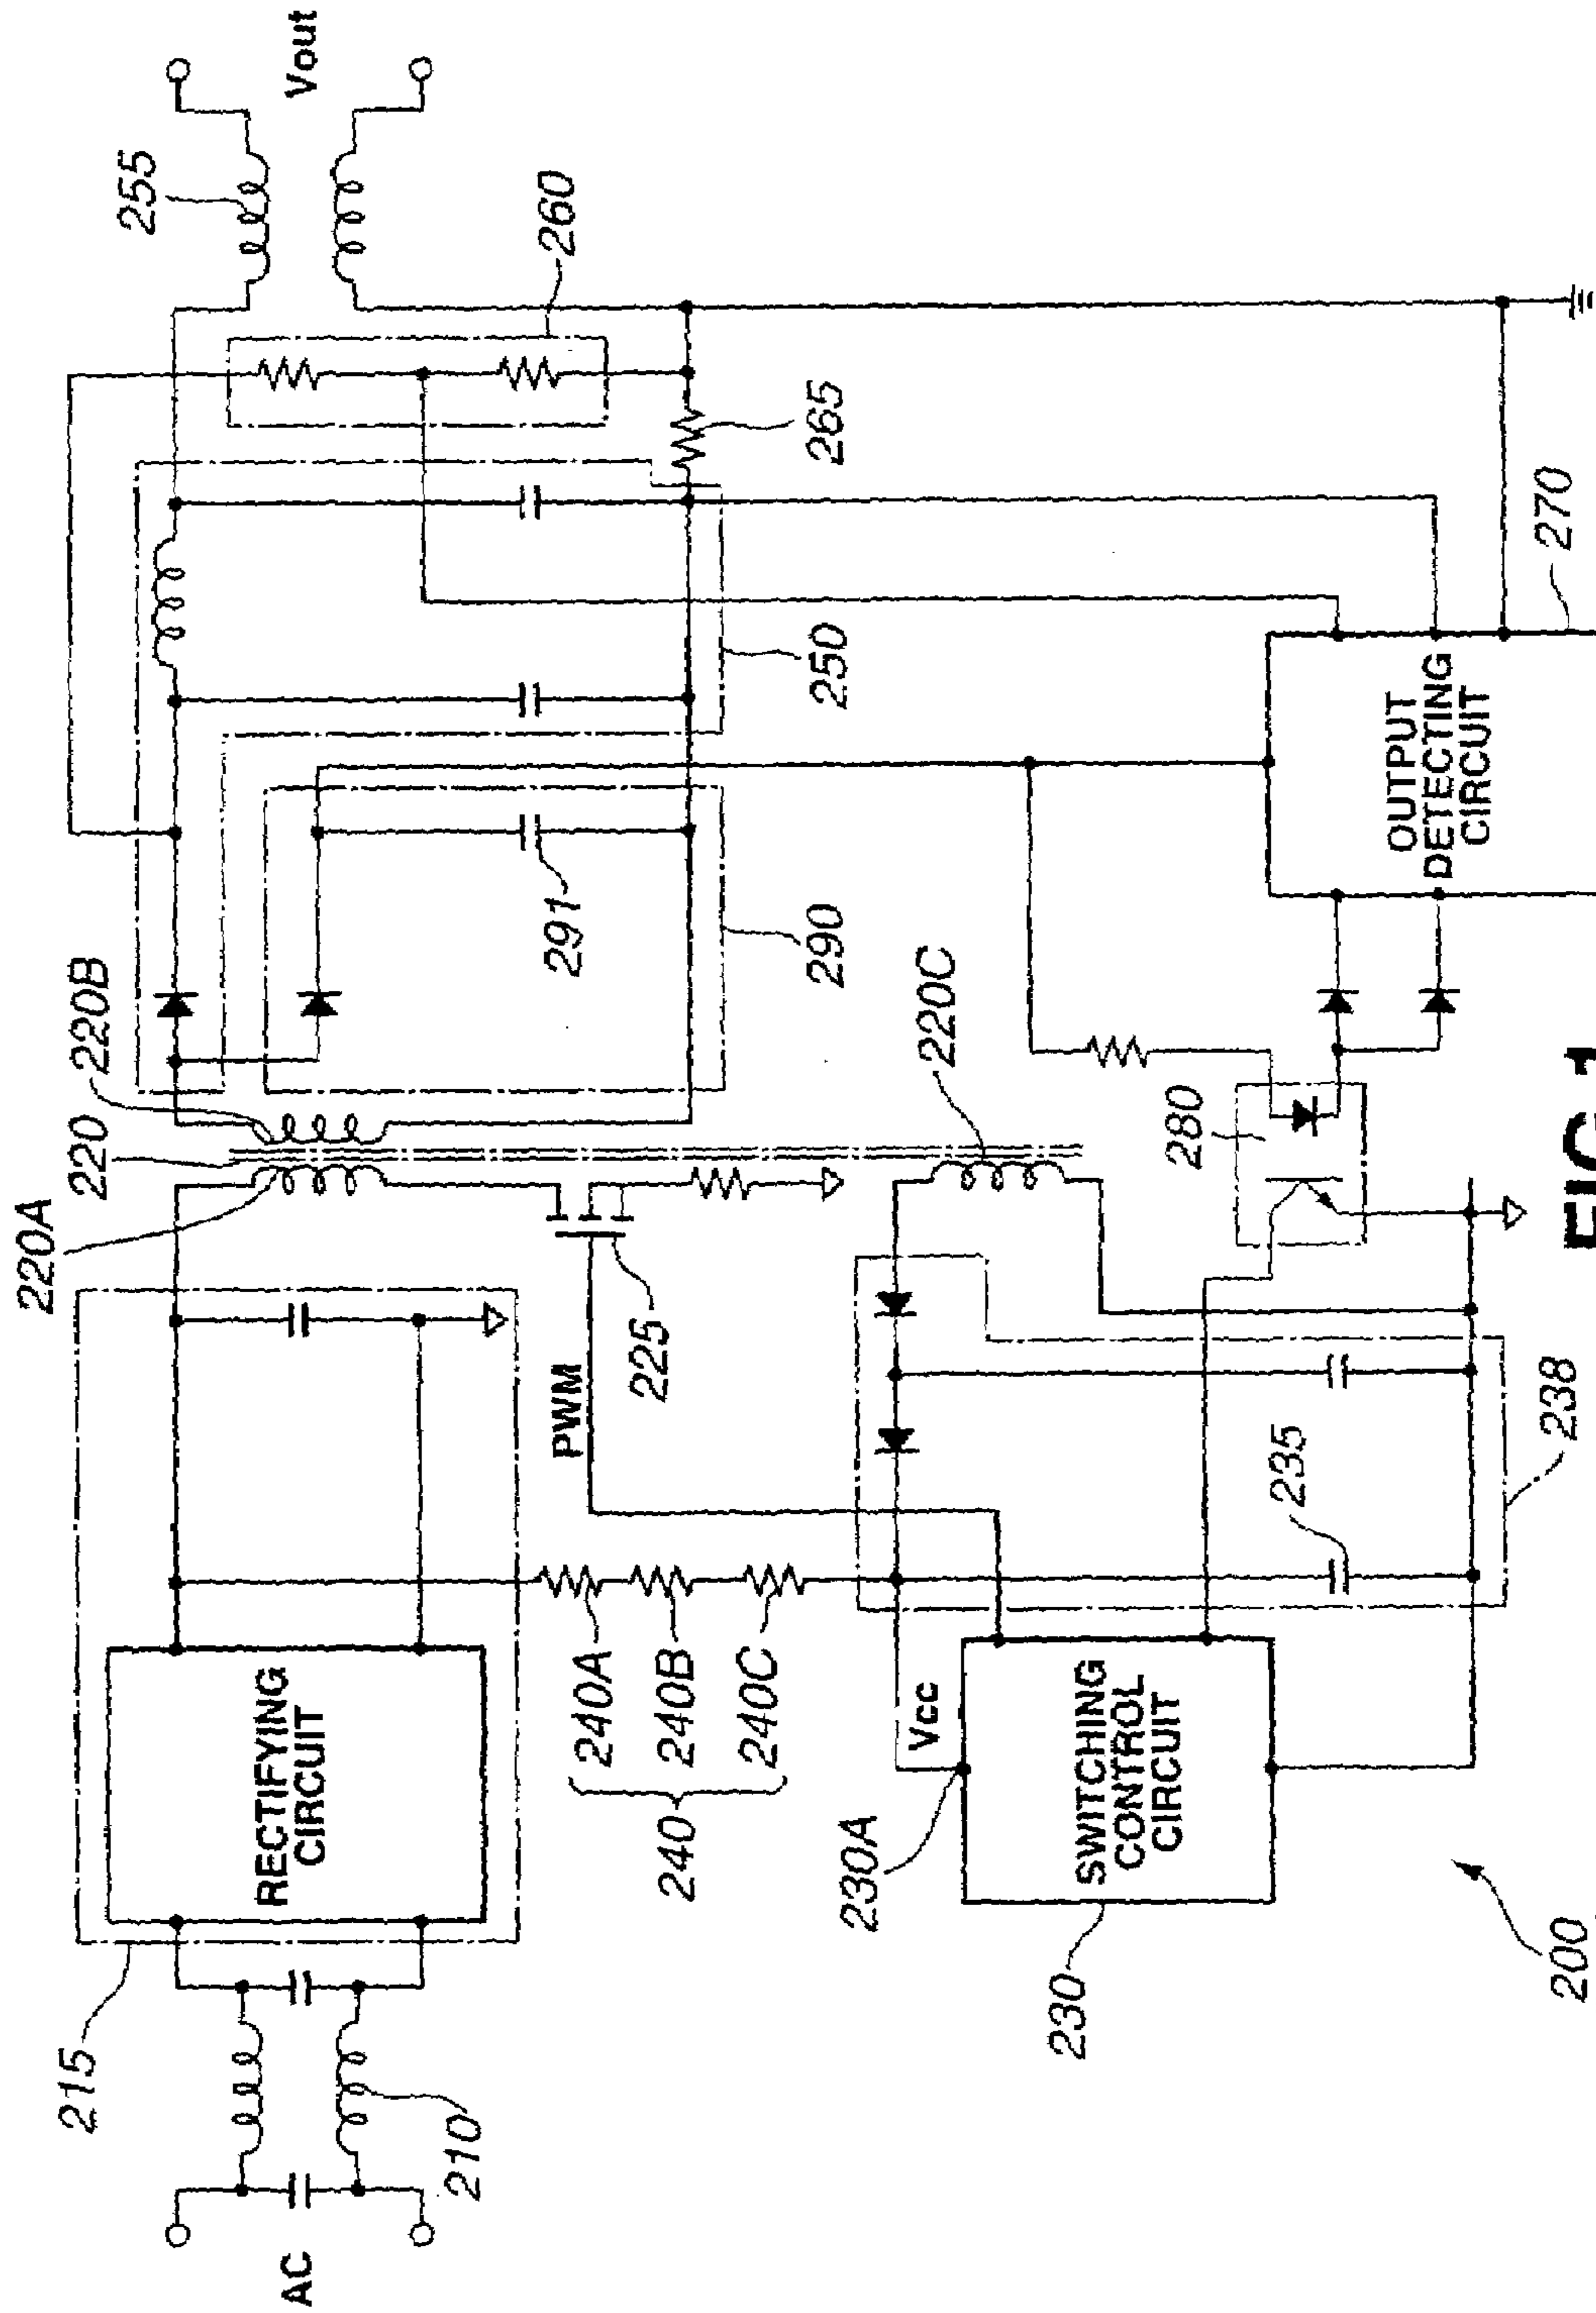 220A
220
220B
255
Vout
215
RECTIFYING
CIRCUIT
AC
210
PWM
225
291
290
250
265
260
240A
240B
240C
240
220C
230A
Vcc
SWITCHING
CONTROL
CIRCUIT
230
235
238
280
OUTPUT
DETECTING
CIRCUIT
270
200